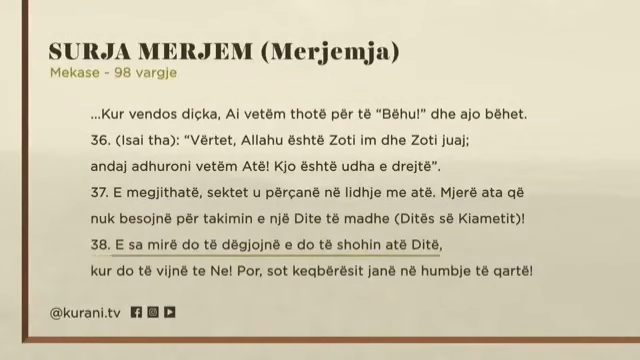 SURJA MERJEM (Merjemja)
Mekase - 98 vargje
...Kur vendos diçka, Ai vetëm thotë për të “Bëhu!” dhe ajo bëhet.
36. (Isai tha): “Vërtet, Allahu është Zoti im dhe Zoti juaj;
andaj adhuroni vetëm Atë! Kjo është udha e drejtë”.
37. E megjithatë, sektet u përçanë në lidhje me atë. Mjerë ata që
nuk besojnë për takimin e një Dite të madhe (Ditës së Kiametit)!
38. E sa mirë do të dëgjojnë e do të shohin atë Ditë,
kur do të vijnë te Ne! Por, sot keqbërësit janë në humbje të qartë!
@kurani.tv